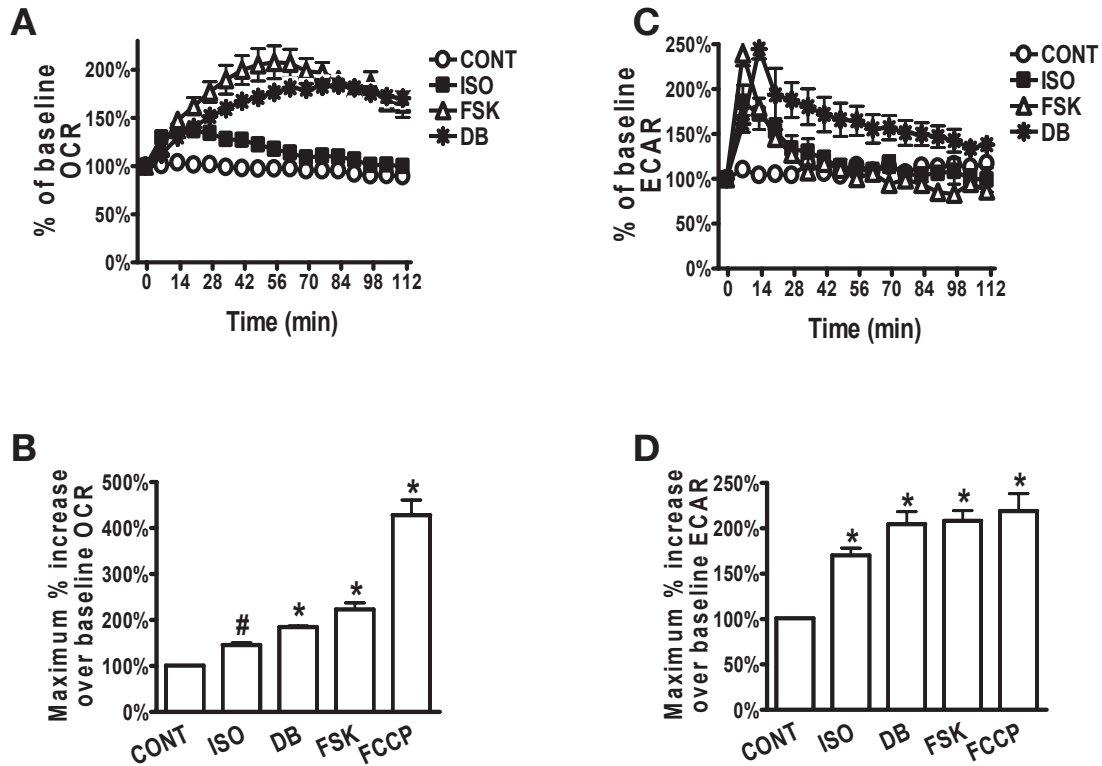 A
% of baseline
OCR
200%
150%
100%
50%
0%
0 14 28 42 56 70 84 98 112
Time (min)
CONT
ISO
FSK
DB
C
% of baseline
ECAR
250%
200%
150%
100%
50%
0%
0 14 28 42 56 70 84 98 112
Time (min)
CONT
ISO
FSK
DB
B
Maximum % increase
over baseline OCR
500%
400%
300%
200%
100%
0%
#
*
*
*
CONT ISO DB FSK FCCP
D
Maximum % increase
over baseline ECAR
250%
200%
150%
100%
50%
0%
*
*
*
*
CONT ISO DB FSK FCCP